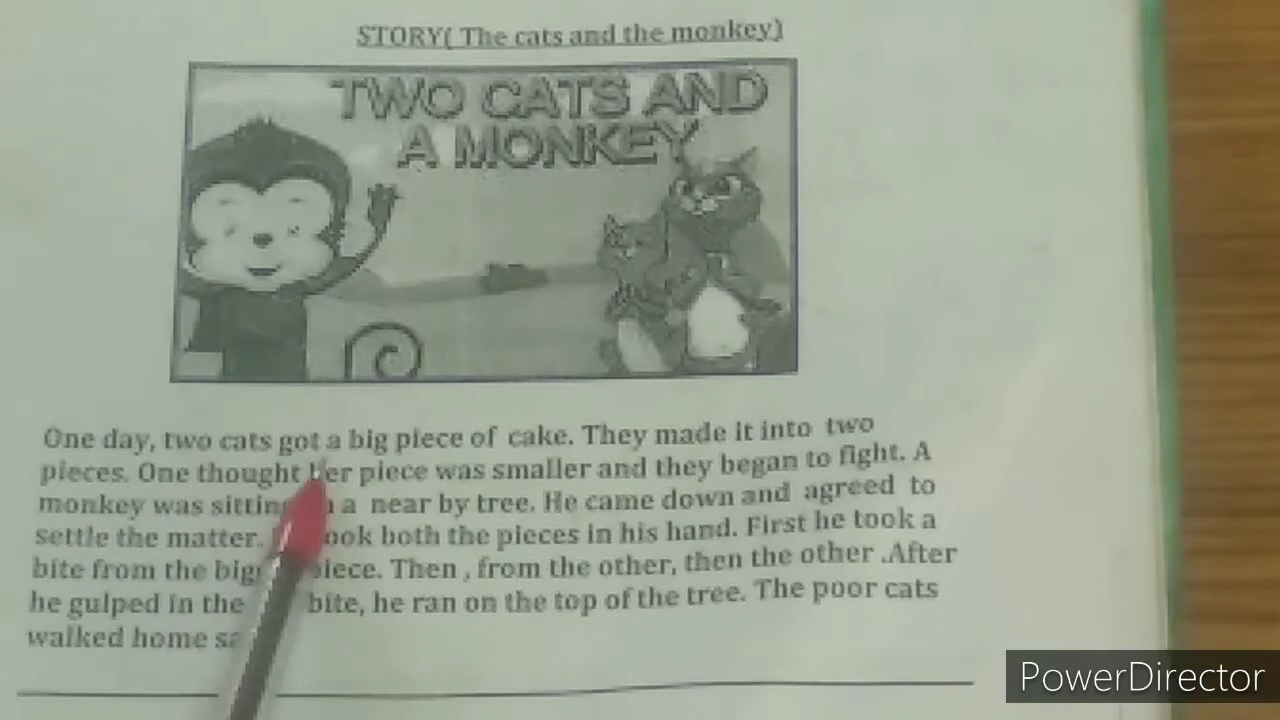 STORY( The cats and the monkey)
TWO CATS AND
A MONKEY
One day, two cats got a big piece of cake. They made it into two
pieces. One thought her piece was smaller and they began to fight. A
monkey was sitting a near by tree. He came down and agreed to
settle the matter. took both the pieces in his hand. First he took a
bite from the piece. Then , from the other, then the other .After
he gulped in the bite, he ran on the top of the tree. The poor cats
walked home
PowerDirector